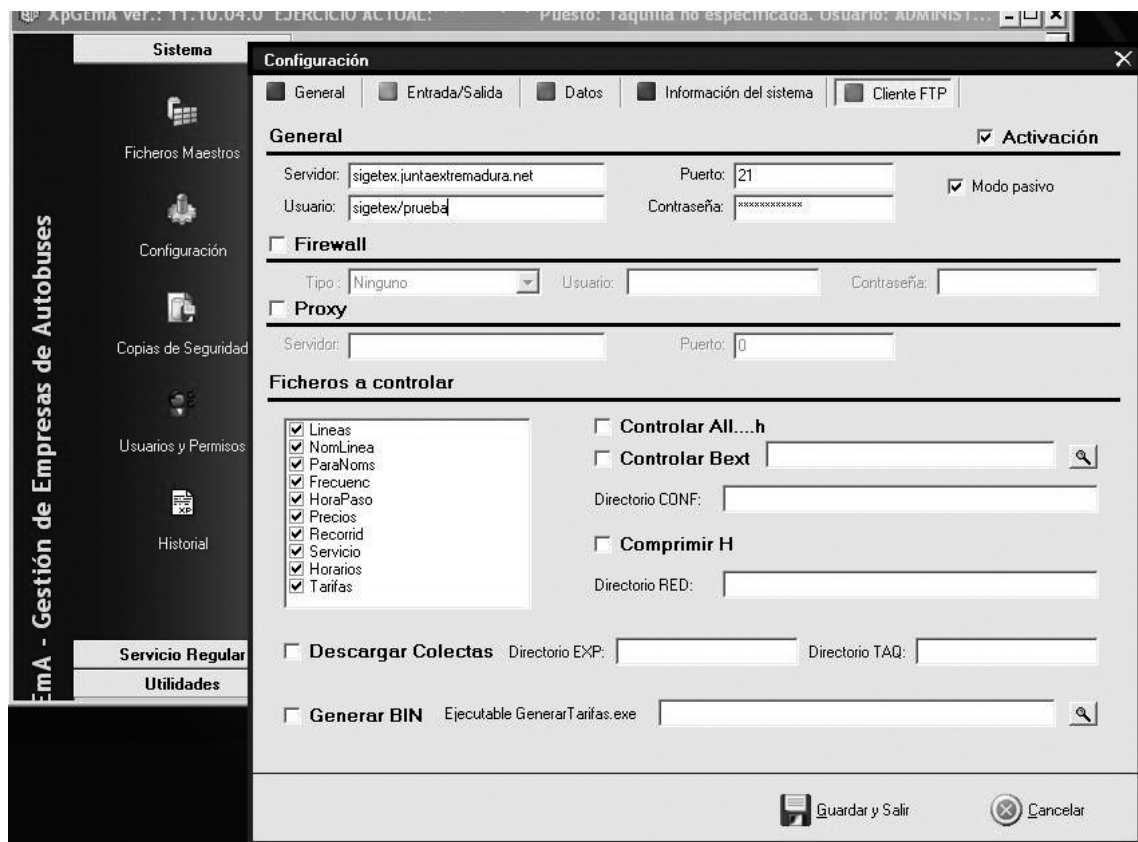 XpGEmA Ver.: 11.10.04.0 EJERCICIO ACTUAL: Puesto: Taquilla no especificada. Usuario: ADMINIST...
EmA - Gestión de Empresas de Autobuses
Sistema
Ficheros Maestros
Configuración
Copias de Seguridad
Usuarios y Permisos
Historial
Servicio Regular
Utilidades
Configuración
General Entrada/Salida Datos Información del sistema Cliente FTP
General Activación
Servidor: sigetex.juntaextremadura.net Puerto: 21 Modo pasivo
Usuario: sigetex/prueba Contraseña: ************
Firewall
Tipo : Ninguno Usuario: Contraseña:
Proxy
Servidor: Puerto: 0
Ficheros a controlar
Lineas
NomLinea
ParaNoms
Frecuenc
HoraPaso
Precios
Recorrid
Servicio
Horarios
Tarifas
Controlar All....h
Controlar Bext
Directorio CONF:
Comprimir H
Directorio RED:
Descargar Colectas Directorio EXP: Directorio TAQ:
Generar BIN Ejecutable GenerarTarifas.exe
Guardar y Salir Cancelar